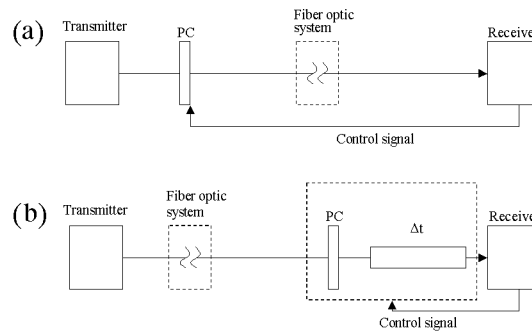 (a)
Transmitter
PC
Fiber optic
system
Receive
Control signal
(b)
Transmitter
Fiber optic
system
PC
Δt
Receive
Control signal